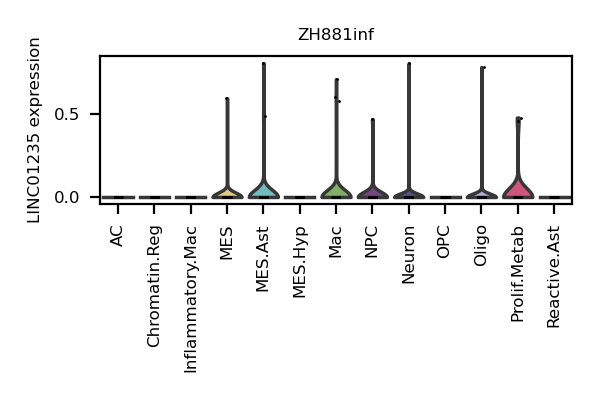 ZH881inf
LINC01235 expression
0.5
0.0
AC
Chromatin.Reg
Inflammatory.Mac
MES
MES.Ast
MES.Hyp
Mac
NPC
Neuron
OPC
Oligo
Prolif.Metab
Reactive.Ast